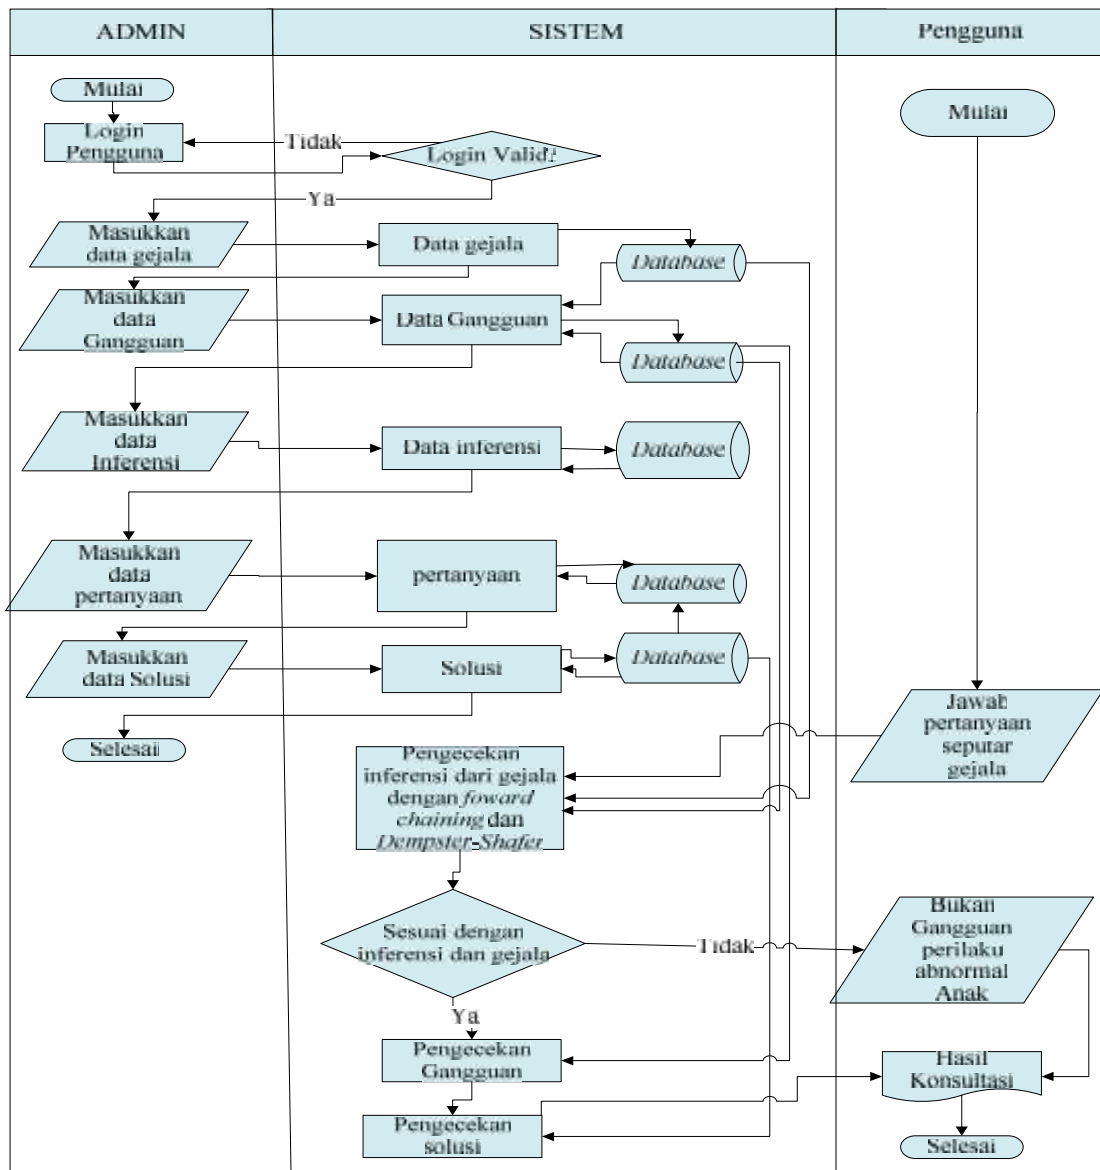 ADMIN
SISTEM
Pengguna
Mulai
Login
Pengguna
Tidak
Login Valid?
Ya
Mulai
Masukkan
data gejala
Data gejala
Database
Masukkan
data
Gangguan
Data Gangguan
Database
Masukkan
data
Inferensi
Data inferensi
Database
Masukkan
data
pertanyaan
pertanyaan
Database
Masukkan
data Solusi
Solusi
Database
Selesai
Jawab
pertanyaan
seputar
gejala
Pengecekan
inferensi dari gejala
dengan foward
chaining dan
Dempster-Shafer
Sesuai dengan
inferensi dan gejala
Tidak
Bukan
Gangguan
perilaku
abnormal
Anak
Ya
Pengecekan
Gangguan
Hasil
Konsultasi
Pengecekan
solusi
Selesai